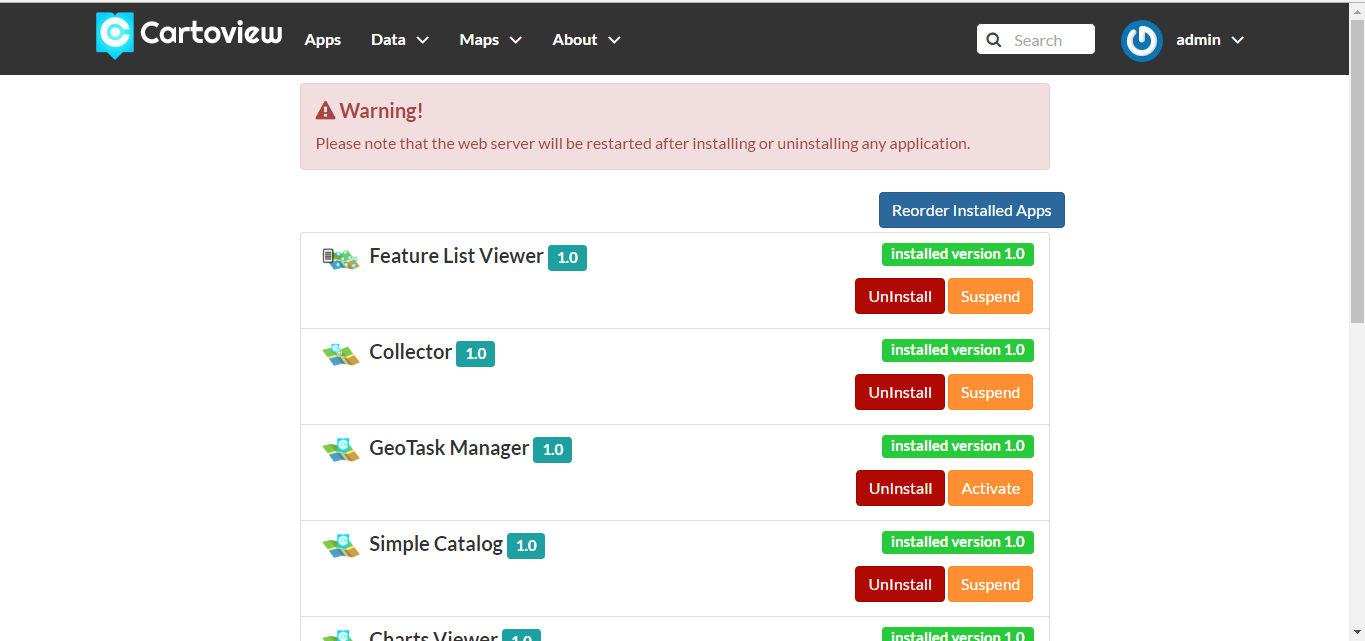 Cartoview Apps Data Maps About Search admin
Warning!
Please note that the web server will be restarted after installing or uninstalling any application.
Reorder Installed Apps
Feature List Viewer 1.0 installed version 1.0
UnInstall Suspend
Collector 1.0 installed version 1.0
UnInstall Suspend
GeoTask Manager 1.0 installed version 1.0
UnInstall Activate
Simple Catalog 1.0 installed version 1.0
UnInstall Suspend
Charts Viewer 1.0 installed version 1.0